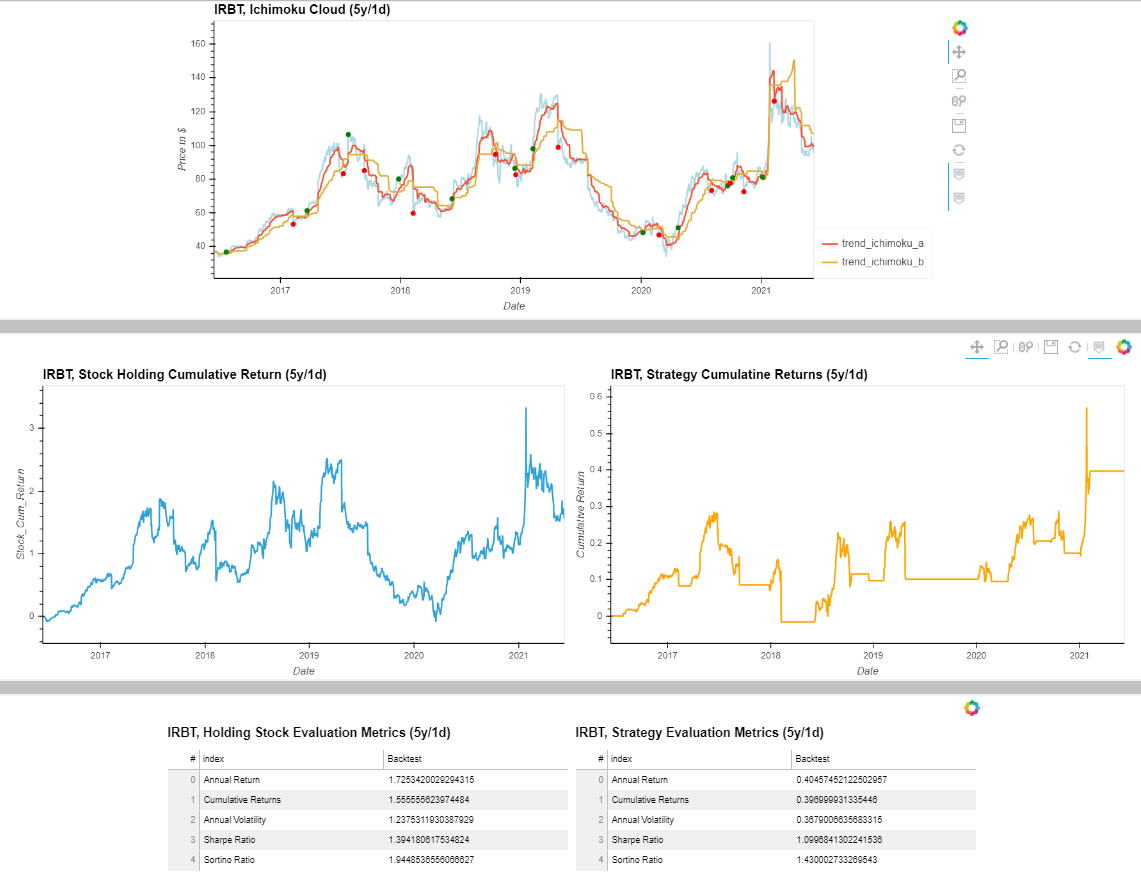 IRBT, Ichimoku Cloud (5y/1d)
160
140
120
100
80
60
40
Price in $
2017
2018
2019
2020
2021
Date
trend_ichimoku_a
trend_ichimoku_b
IRBT, Stock Holding Cumulative Return (5y/1d)
3
2
1
0
Stock_Cum_Return
2017
2018
2019
2020
2021
Date
IRBT, Strategy Cumulatine Returns (5y/1d)
0.6
0.5
0.4
0.3
0.2
0.1
0
Cumulative Return
2017
2018
2019
2020
2021
Date
IRBT, Holding Stock Evaluation Metrics (5y/1d)
# index Backtest
0 Annual Return 1.7253420029294315
1 Cumulative Returns 1.555555623974484
2 Annual Volatility 1.2375311930387929
3 Sharpe Ratio 1.394180617534824
4 Sortino Ratio 1.9448536556066627
IRBT, Strategy Evaluation Metrics (5y/1d)
# index Backtest
0 Annual Return 0.40457452122502957
1 Cumulative Returns 0.396999931335446
2 Annual Volatility 0.3679006635683315
3 Sharpe Ratio 1.0996841302241536
4 Sortino Ratio 1.430002733269543